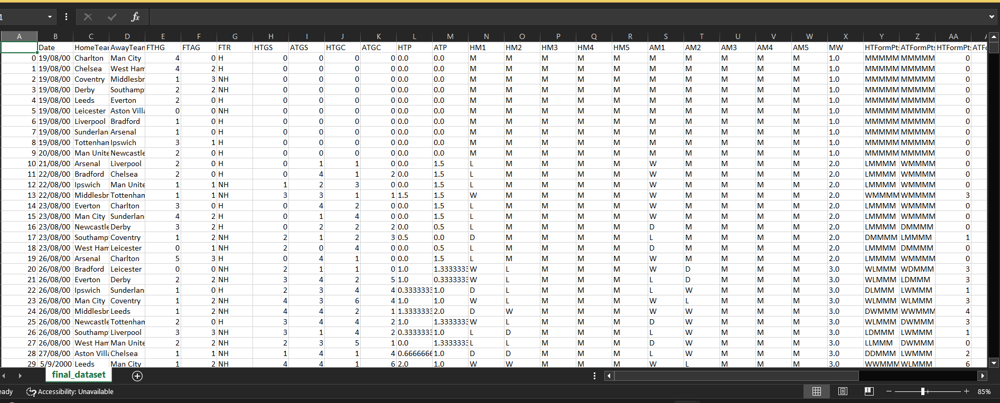 1 fx
A B C D E F G H I J K L M N O P Q R S T U V W X Y Z AA
Date HomeTear AwayTean FTHG FTAG FTR HTGS ATGS HTGC ATGC HTP ATP HM1 HM2 HM3 HM4 HM5 AM1 AM2 AM3 AM4 AM5 MW HTFormPt: ATFormPts HTFormPt: ATFo
0 19/08/00 Charlton Man City 4 0 H 0 0 0 0 0.0 0.0 M M M M M M M M M M 1.0 MMMMM MMMMM 0
1 19/08/00 Chelsea West Ham 4 2 H 0 0 0 0 0.0 0.0 M M M M M M M M M M 1.0 MMMMM MMMMM 0
2 19/08/00 Coventry Middlesbr 1 3 NH 0 0 0 0 0.0 0.0 M M M M M M M M M M 1.0 MMMMM MMMMM 0
3 19/08/00 Derby Southamp 2 2 NH 0 0 0 0 0.0 0.0 M M M M M M M M M M 1.0 MMMMM MMMMM 0
4 19/08/00 Leeds Everton 2 0 H 0 0 0 0 0.0 0.0 M M M M M M M M M M 1.0 MMMMM MMMMM 0
5 19/08/00 Leicester Aston Villa 0 0 NH 0 0 0 0 0.0 0.0 M M M M M M M M M M 1.0 MMMMM MMMMM 0
6 19/08/00 Liverpool Bradford 1 0 H 0 0 0 0 0.0 0.0 M M M M M M M M M M 1.0 MMMMM MMMMM 0
7 19/08/00 Sunderlan Arsenal 1 0 H 0 0 0 0 0.0 0.0 M M M M M M M M M M 1.0 MMMMM MMMMM 0
8 19/08/00 Tottenham Ipswich 3 1 H 0 0 0 0 0.0 0.0 M M M M M M M M M M 1.0 MMMMM MMMMM 0
9 20/08/00 Man Unite Newcastle 2 0 H 0 0 0 0 0.0 0.0 M M M M M M M M M M 1.0 MMMMM MMMMM 0
10 21/08/00 Arsenal Liverpool 2 0 H 0 1 1 0 0.0 1.5 L M M M M W M M M M 2.0 LMMMM WMMMM 0
11 22/08/00 Bradford Chelsea 2 0 H 0 4 1 2 0.0 1.5 L M M M M W M M M M 2.0 LMMMM WMMMM 0
12 22/08/00 Ipswich Man Unite 1 1 NH 1 2 3 0 0.0 1.5 L M M M M W M M M M 2.0 LMMMM WMMMM 0
13 22/08/00 Middlesbr Tottenham 1 1 NH 3 3 1 1 1.5 1.5 W M M M M W M M M M 2.0 WMMMM WMMMM 3
14 23/08/00 Everton Charlton 3 0 H 0 4 2 0 0.0 1.5 L M M M M W M M M M 2.0 LMMMM WMMMM 0
15 23/08/00 Man City Sunderlan 4 2 H 0 1 4 0 0.0 1.5 L M M M M W M M M M 2.0 LMMMM WMMMM 0
16 23/08/00 Newcastle Derby 3 2 H 0 2 2 2 0.0 0.5 L M M M M D M M M M 2.0 LMMMM DMMMM 0
17 23/08/00 Southamp Coventry 1 2 NH 2 1 2 3 0.5 0.0 D M M M M L M M M M 2.0 DMMMM LMMMM 1
18 23/08/00 West Ham Leicester 0 1 NH 2 0 4 0 0.0 0.5 L M M M M D M M M M 2.0 LMMMM DMMMM 0
19 26/08/00 Arsenal Charlton 5 3 H 0 4 1 0 0.0 1.5 L M M M M W M M M M 2.0 LMMMM WMMMM 0
20 26/08/00 Bradford Leicester 0 0 NH 2 1 1 0 1.0 1.3333333 W L M M M W D M M M 3.0 WLMMM WDMMM 3
21 26/08/00 Everton Derby 2 2 NH 3 4 2 5 1.0 0.3333333 W L M M M L D M M M 3.0 WLMMM LDMMM 3
22 26/08/00 Ipswich Sunderlan 1 0 H 2 3 4 4 0.3333333 1.0 D L M M M L W M M M 3.0 DLMMM LWMMM 1
23 26/08/00 Man City Coventry 1 2 NH 4 3 6 4 1.0 1.0 W L M M M W L M M M 3.0 WLMMM WLMMM 3
24 26/08/00 Middlesbr Leeds 1 2 NH 4 4 2 1 1.3333333 2.0 D W M M M W W M M M 3.0 DWMMM WWMMM 4
25 26/08/00 Newcastle Tottenham 2 0 H 3 4 4 2 1.0 1.3333333 W L M M M D W M M M 3.0 WLMMM DWMMM 3
26 26/08/00 Southamp Liverpool 3 3 NH 3 1 4 2 0.3333333 1.0 L D M M M L W M M M 3.0 LDMMM LWMMM 1
27 26/08/00 West Ham Man Unite 2 2 NH 2 3 5 1 0.0 1.3333333 L L M M M D W M M M 3.0 LLMMM DWMMM 0
28 27/08/00 Aston Villa Chelsea 1 1 NH 1 4 1 4 0.6666666 1.0 D D M M M L W M M M 3.0 DDMMM LWMMM 2
29 5/9/2000 Leeds Man City 1 2 NH 4 4 1 6 2.0 1.0 W W M M M W L M M M 3.0 WWMMM WLMMM 6
final_dataset
eady Accessibility: Unavailable 85%